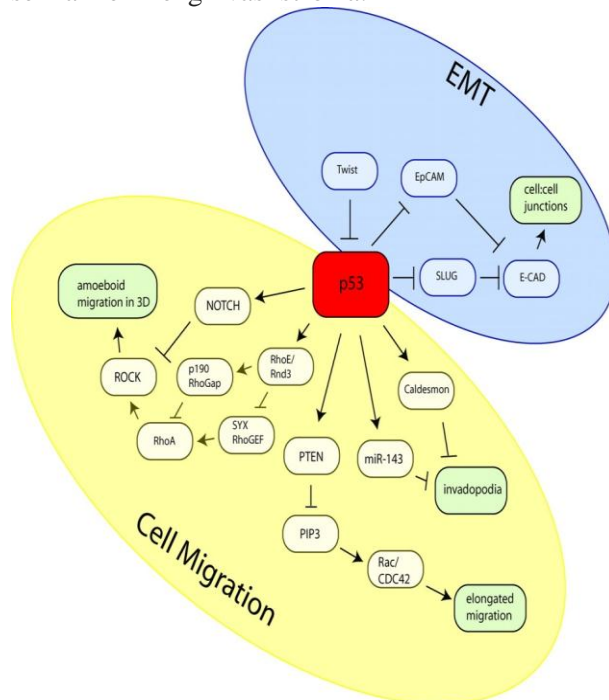 EMT
Twist
EpCAM
cell:cell
junctions
p53
SLUG
E-CAD
amoeboid
migration in 3D
NOTCH
ROCK
p190
RhoGap
RhoE/
Rnd3
Caldesmon
RhoA
SYX
RhoGEF
PTEN
miR-143
invadopodia
PIP3
Cell Migration
Rac/
CDC42
elongated
migration